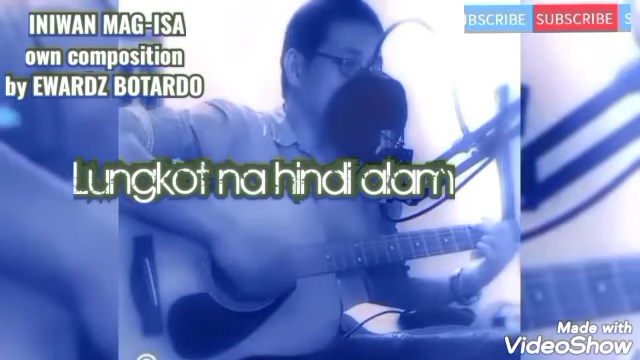 INIWAN MAG-ISA
own composition
by EWARDZ BOTARDO
SUBSCRIBE SUBSCRIBE S
Lungkot na hindi alam
Made with
VideoShow